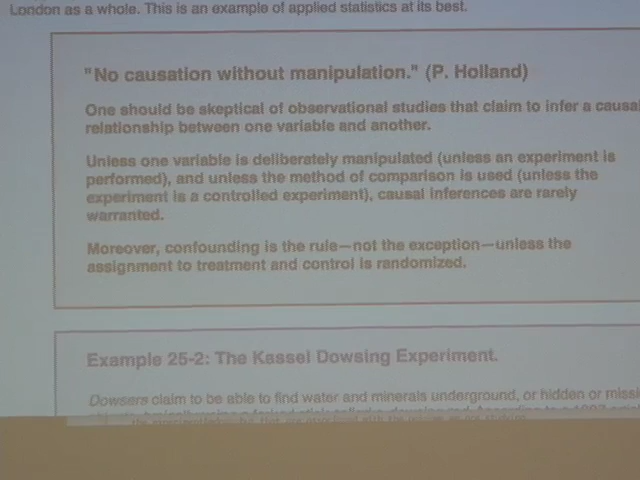 London as a whole. This is an example of applied statistics at its best.
"No causation without manipulation." (P. Holland)
One should be skeptical of observational studies that claim to infer a causal
relationship between one variable and another.
Unless one variable is deliberately manipulated (unless an experiment is
performed), and unless the method of comparison is used (unless the
experiment is a controlled experiment), causal inferences are rarely
warranted.
Moreover, confounding is the rule—not the exception—unless the
assignment to treatment and control is randomized.
Example 25-2: The Kassel Dowsing Experiment.
Dowsers claim to be able to find water and minerals underground, or hidden or missi